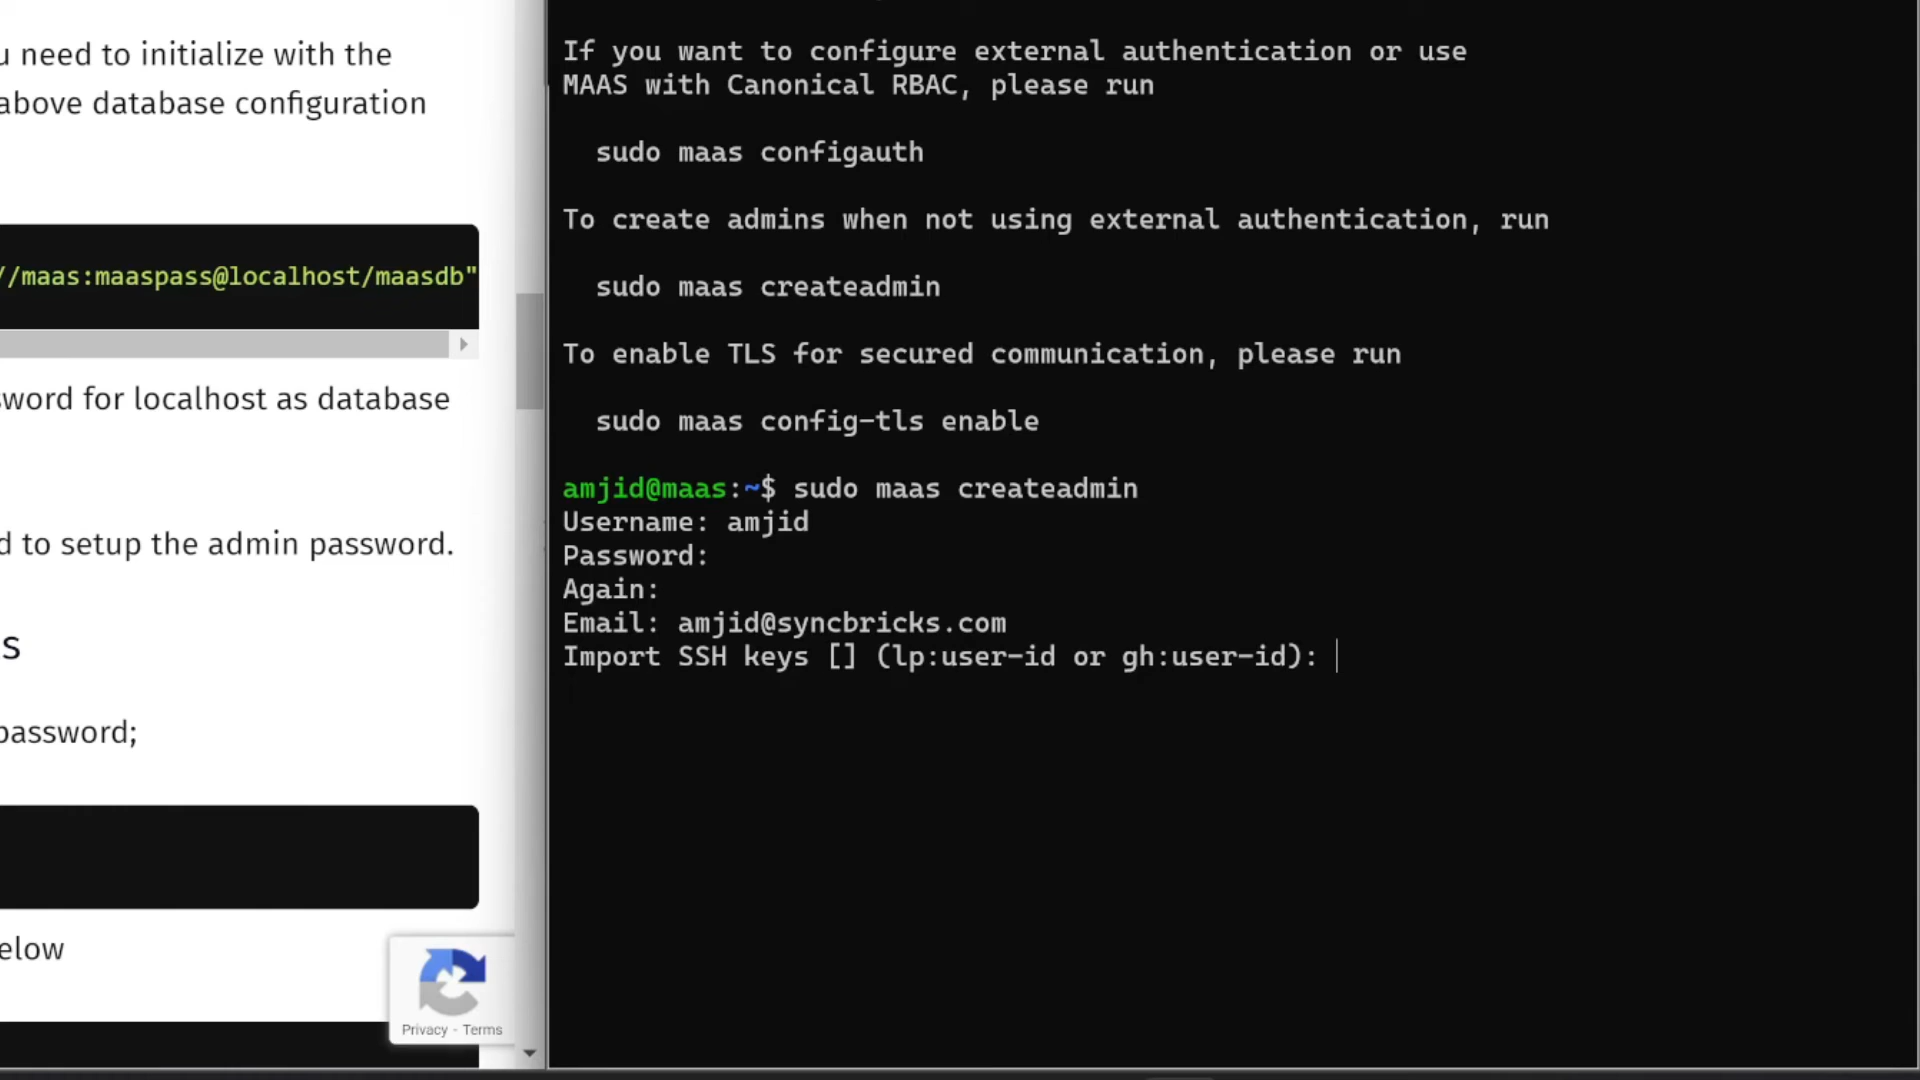 u need to initialize with the
above database configuration
//maas:maaspass@localhost/maasdb"
sword for localhost as database
d to setup the admin password.
s
password;
elow
Privacy - Terms
If you want to configure external authentication or use
MAAS with Canonical RBAC, please run
sudo maas configauth
To create admins when not using external authentication, run
sudo maas createadmin
To enable TLS for secured communication, please run
sudo maas config-tls enable
amjid@maas:~$ sudo maas createadmin
Username: amjid
Password:
Again:
Email: amjid@syncbricks.com
Import SSH keys [] (lp:user-id or gh:user-id):